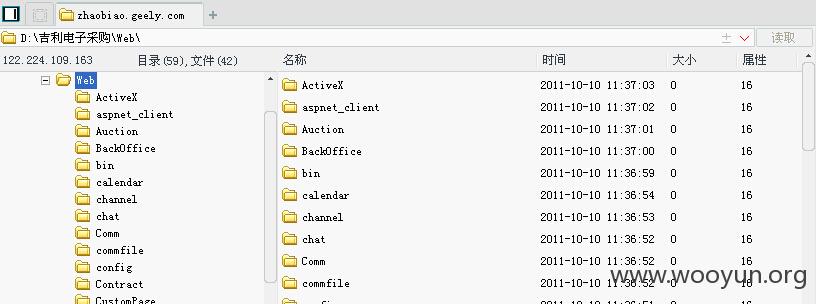 zhaobiao.geely.com
D:\吉利电子采购\Web\ 读取
122.224.109.163 目录(59),文件(42) 名称 时间 大小 属性
Web
ActiveX
aspnet_client
Auction
BackOffice
bin
calendar
channel
chat
Comm
commfile
config
Contract
CustomPage
ActiveX 2011-10-10 11:37:03 0 16
aspnet_client 2011-10-10 11:37:02 0 16
Auction 2011-10-10 11:37:01 0 16
BackOffice 2011-10-10 11:37:00 0 16
bin 2011-10-10 11:36:59 0 16
calendar 2011-10-10 11:36:54 0 16
channel 2011-10-10 11:36:53 0 16
chat 2011-10-10 11:36:52 0 16
Comm 2011-10-10 11:36:52 0 16
commfile 2011-10-10 11:36:52 0 16
www.wooyun.org